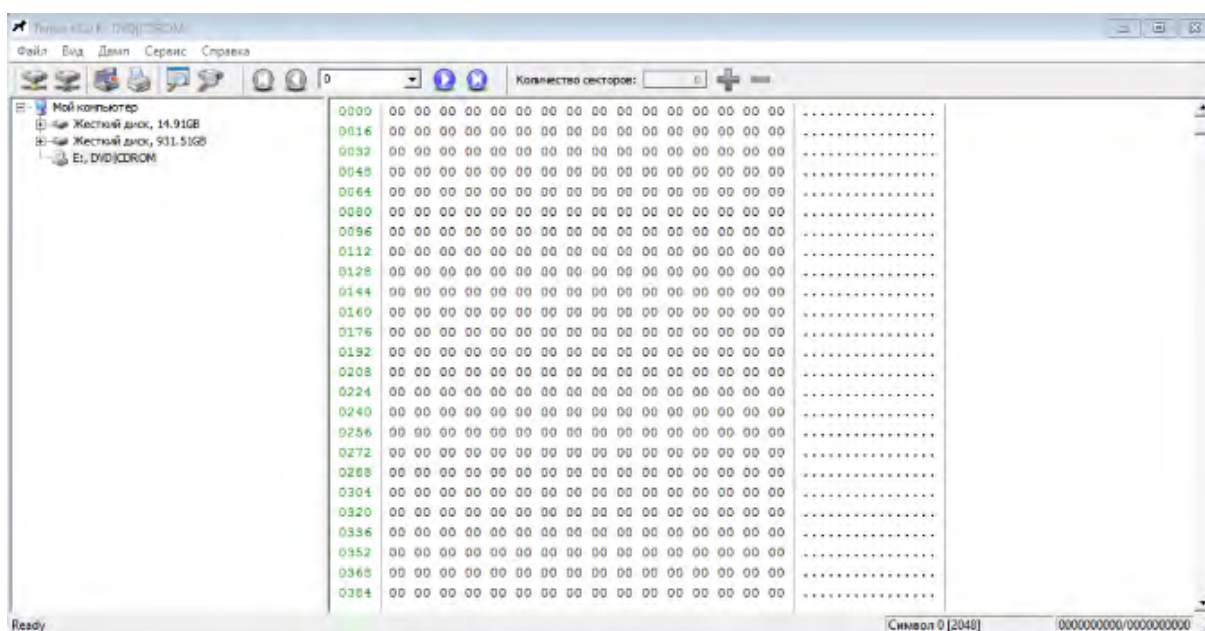 E:, DVD|CDROM
Файл Вид Дамп Сервис Справка
0 Количество секторов: 0
Мой компьютер
Жесткий диск, 14.91GB
Жесткий диск, 931.51GB
E:, DVD|CDROM
0000 00 00 00 00 00 00 00 00 00 00 00 00 00 00 00 00 ................
0016 00 00 00 00 00 00 00 00 00 00 00 00 00 00 00 00 ................
0032 00 00 00 00 00 00 00 00 00 00 00 00 00 00 00 00 ................
0048 00 00 00 00 00 00 00 00 00 00 00 00 00 00 00 00 ................
0064 00 00 00 00 00 00 00 00 00 00 00 00 00 00 00 00 ................
0080 00 00 00 00 00 00 00 00 00 00 00 00 00 00 00 00 ................
0096 00 00 00 00 00 00 00 00 00 00 00 00 00 00 00 00 ................
0112 00 00 00 00 00 00 00 00 00 00 00 00 00 00 00 00 ................
0128 00 00 00 00 00 00 00 00 00 00 00 00 00 00 00 00 ................
0144 00 00 00 00 00 00 00 00 00 00 00 00 00 00 00 00 ................
0160 00 00 00 00 00 00 00 00 00 00 00 00 00 00 00 00 ................
0176 00 00 00 00 00 00 00 00 00 00 00 00 00 00 00 00 ................
0192 00 00 00 00 00 00 00 00 00 00 00 00 00 00 00 00 ................
0208 00 00 00 00 00 00 00 00 00 00 00 00 00 00 00 00 ................
0224 00 00 00 00 00 00 00 00 00 00 00 00 00 00 00 00 ................
0240 00 00 00 00 00 00 00 00 00 00 00 00 00 00 00 00 ................
0256 00 00 00 00 00 00 00 00 00 00 00 00 00 00 00 00 ................
0272 00 00 00 00 00 00 00 00 00 00 00 00 00 00 00 00 ................
0288 00 00 00 00 00 00 00 00 00 00 00 00 00 00 00 00 ................
0304 00 00 00 00 00 00 00 00 00 00 00 00 00 00 00 00 ................
0320 00 00 00 00 00 00 00 00 00 00 00 00 00 00 00 00 ................
0336 00 00 00 00 00 00 00 00 00 00 00 00 00 00 00 00 ................
0352 00 00 00 00 00 00 00 00 00 00 00 00 00 00 00 00 ................
0368 00 00 00 00 00 00 00 00 00 00 00 00 00 00 00 00 ................
0384 00 00 00 00 00 00 00 00 00 00 00 00 00 00 00 00 ................
Ready Символ 0 [2048] 0000000000/0000000000